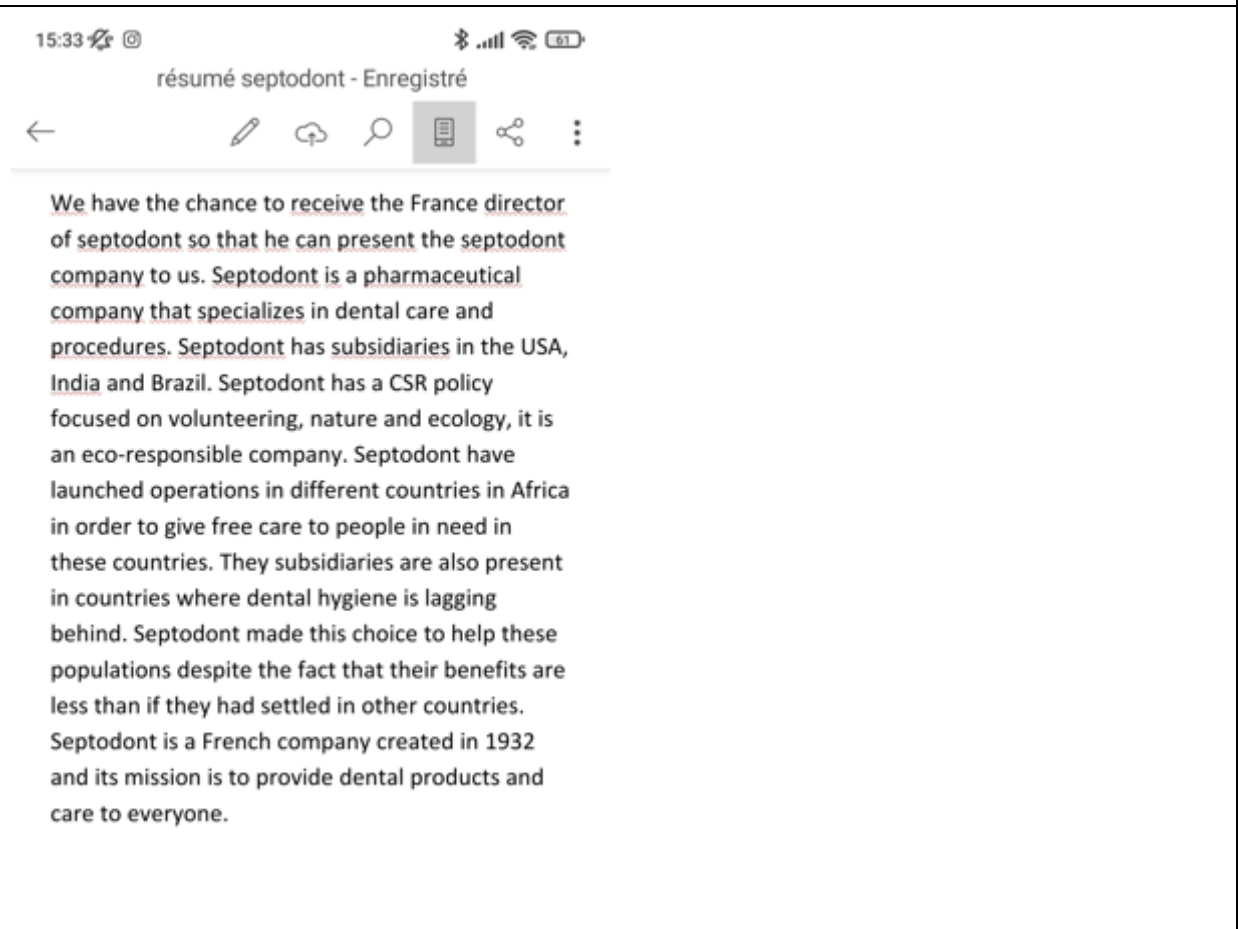 15:33
61
résumé septodont - Enregistré
We have the chance to receive the France director
of septodont so that he can present the septodont
company to us. Septodont is a pharmaceutical
company that specializes in dental care and
procedures. Septodont has subsidiaries in the USA,
India and Brazil. Septodont has a CSR policy
focused on volunteering, nature and ecology, it is
an eco-responsible company. Septodont have
launched operations in different countries in Africa
in order to give free care to people in need in
these countries. They subsidiaries are also present
in countries where dental hygiene is lagging
behind. Septodont made this choice to help these
populations despite the fact that their benefits are
less than if they had settled in other countries.
Septodont is a French company created in 1932
and its mission is to provide dental products and
care to everyone.